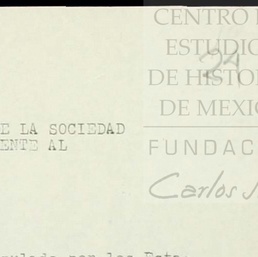 CENTRO
ESTUDIO
24
DE HISTO
DE MEXIC
E LA SOCIEDAD
ENTE AL
FUNDAC
Carlos